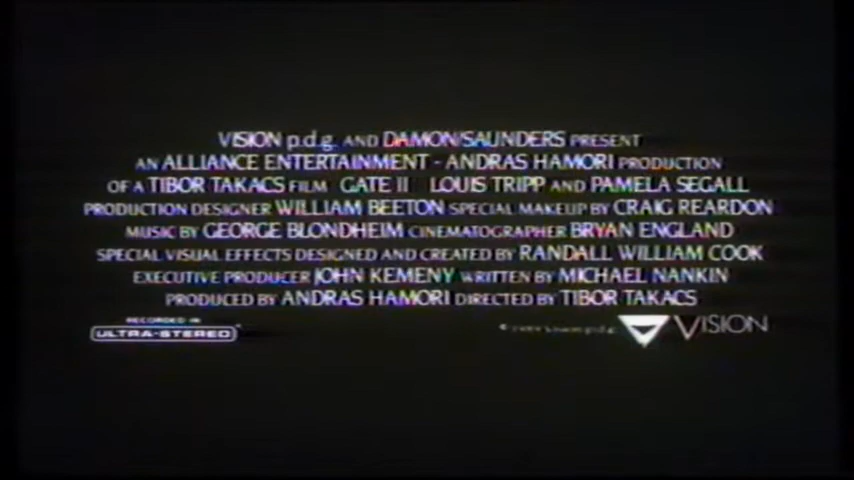 VISION p.d.g. AND DAMON/SAUNDERS PRESENT
AN ALLIANCE ENTERTAINMENT - ANDRAS HAMORI PRODUCTION
OF A TIBOR TAKACS FILM GATE II LOUIS TRIPP AND PAMELA SEGALL
PRODUCTION DESIGNER WILLIAM BEETON SPECIAL MAKEUP BY CRAIG REARDON
MUSIC BY GEORGE BLONDHEIM CINEMATOGRAPHER BRYAN ENGLAND
SPECIAL VISUAL EFFECTS DESIGNED AND CREATED BY RANDALL WILLIAM COOK
EXECUTIVE PRODUCER JOHN KEMENY WRITTEN BY MICHAEL NANKIN
PRODUCED BY ANDRAS HAMORI DIRECTED BY TIBOR TAKACS
RECORDED IN
ULTRA-STEREO
VISION